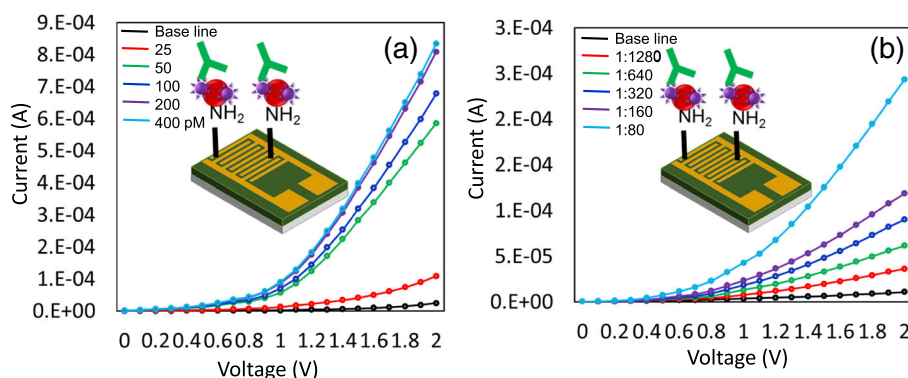 (a)
Current (A)
9.E-04
8.E-04
7.E-04
6.E-04
5.E-04
4.E-04
3.E-04
2.E-04
1.E-04
0.E+00
Base line
25
50
100
200
400 pM
NH2
NH2
0 0.2 0.4 0.6 0.8 1 1.2 1.4 1.6 1.8 2
Voltage (V)
(b)
Current (A)
3.E-04
3.E-04
2.E-04
2.E-04
1.E-04
5.E-05
0.E+00
Base line
1:1280
1:640
1:320
1:160
1:80
NH2
NH2
0 0.2 0.4 0.6 0.8 1 1.2 1.4 1.6 1.8 2
Voltage (V)